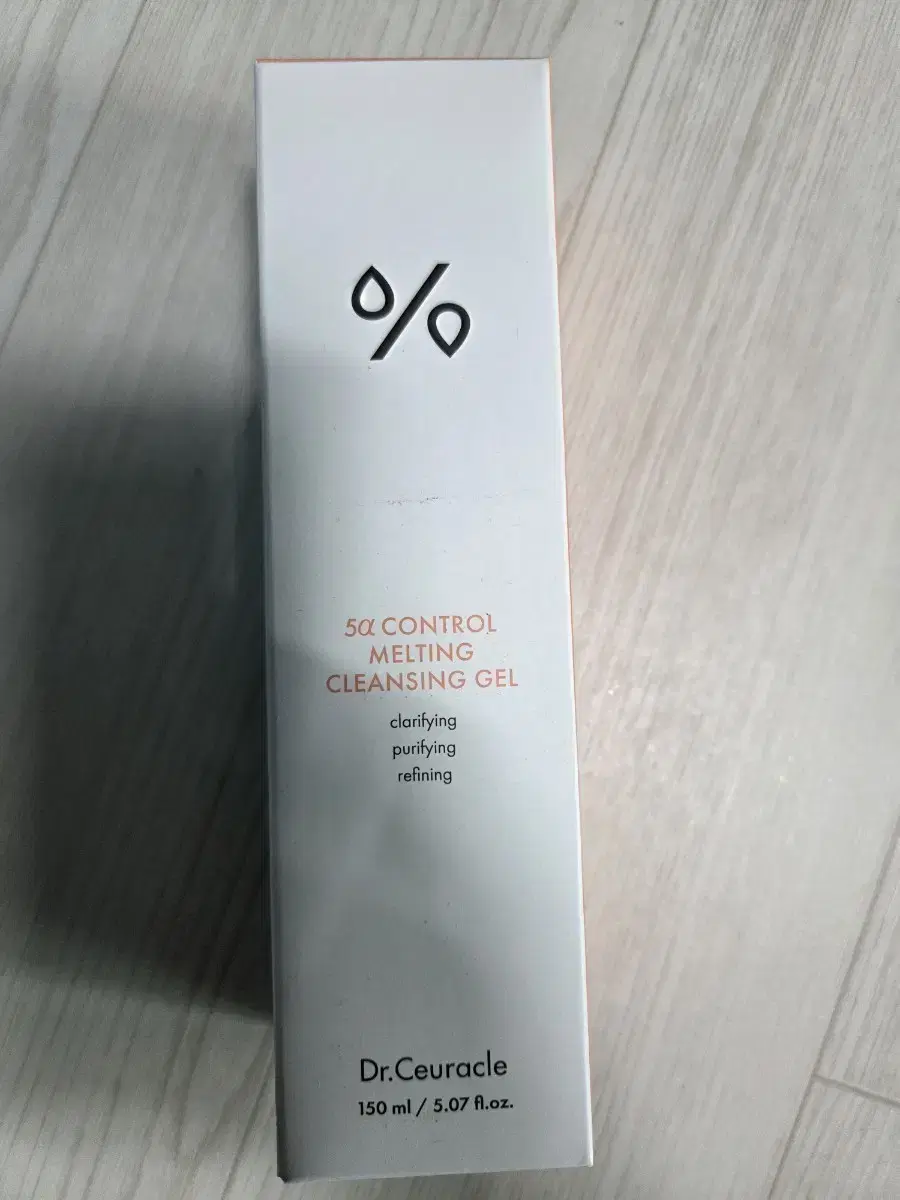 %
5α CONTROL
MELTING
CLEANSING GEL
clarifying
purifying
refining
Dr.Ceuracle
150 ml / 5.07 fl.oz.